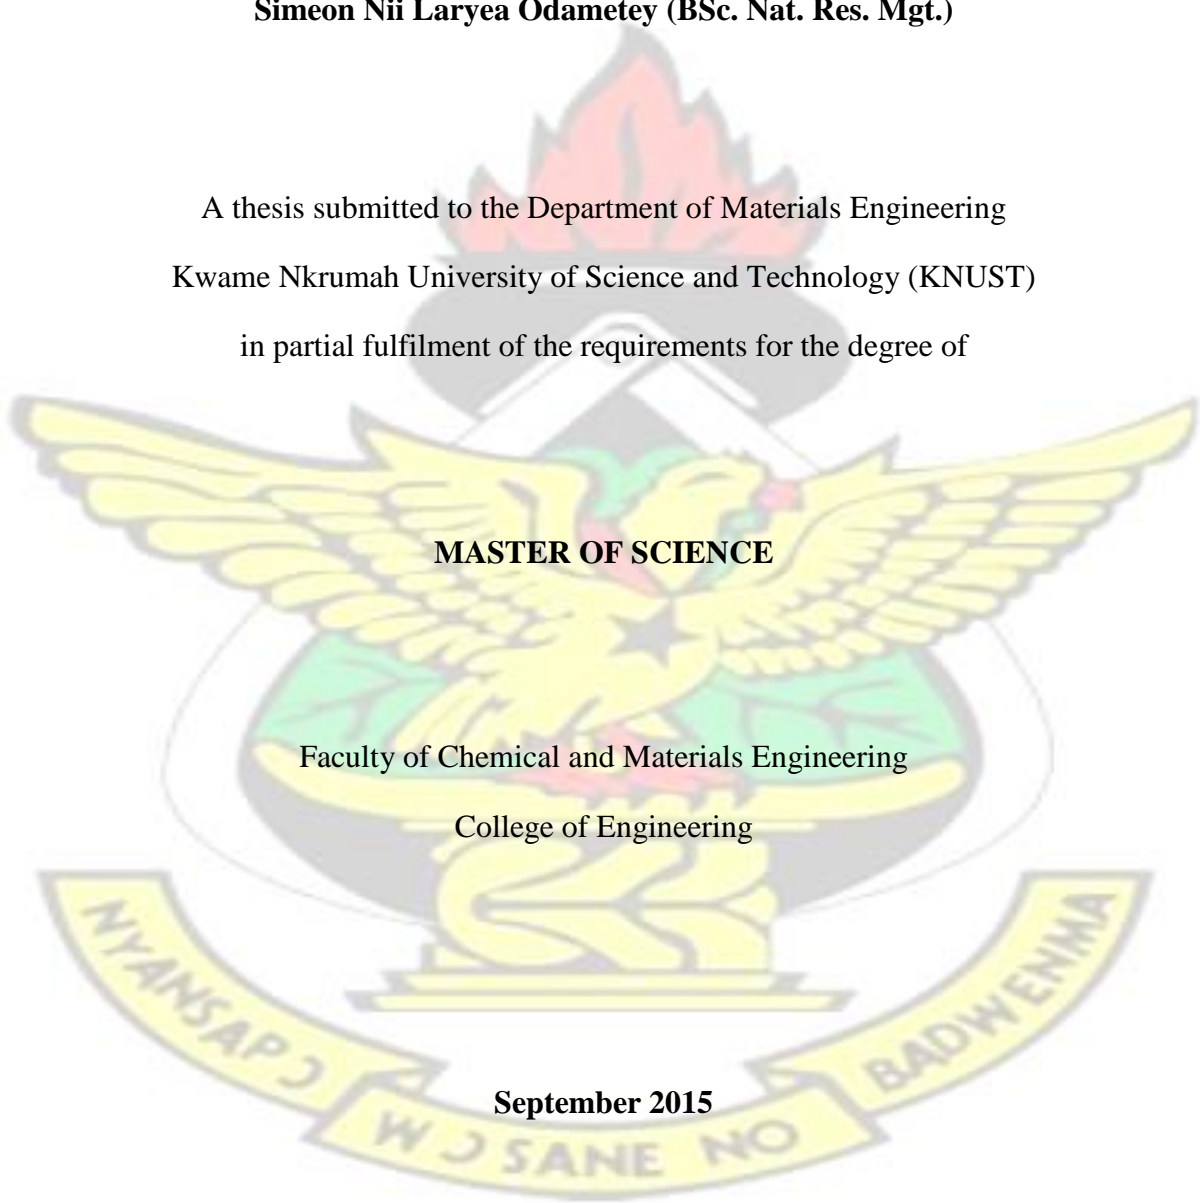 Simeon Nii Laryea Odametey (BSc. Nat. Res. Mgt.)
A thesis submitted to the Department of Materials Engineering
Kwame Nkrumah University of Science and Technology (KNUST)
in partial fulfilment of the requirements for the degree of
MASTER OF SCIENCE
Faculty of Chemical and Materials Engineering
College of Engineering
September 2015
NYANSAPƆ WƆSANE NO BADWENMA